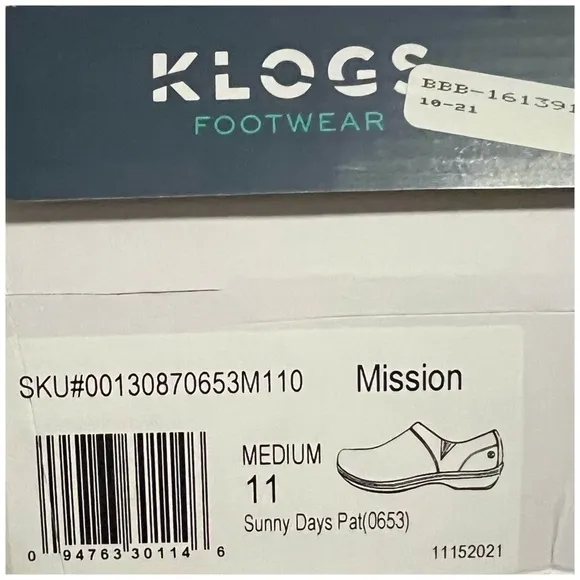 KLOGS
FOOTWEAR
BBB-161391
10-21
SKU#00130870653M110
Mission
MEDIUM
11
Sunny Days Pat(0653)
0 94763 30114 6
11152021